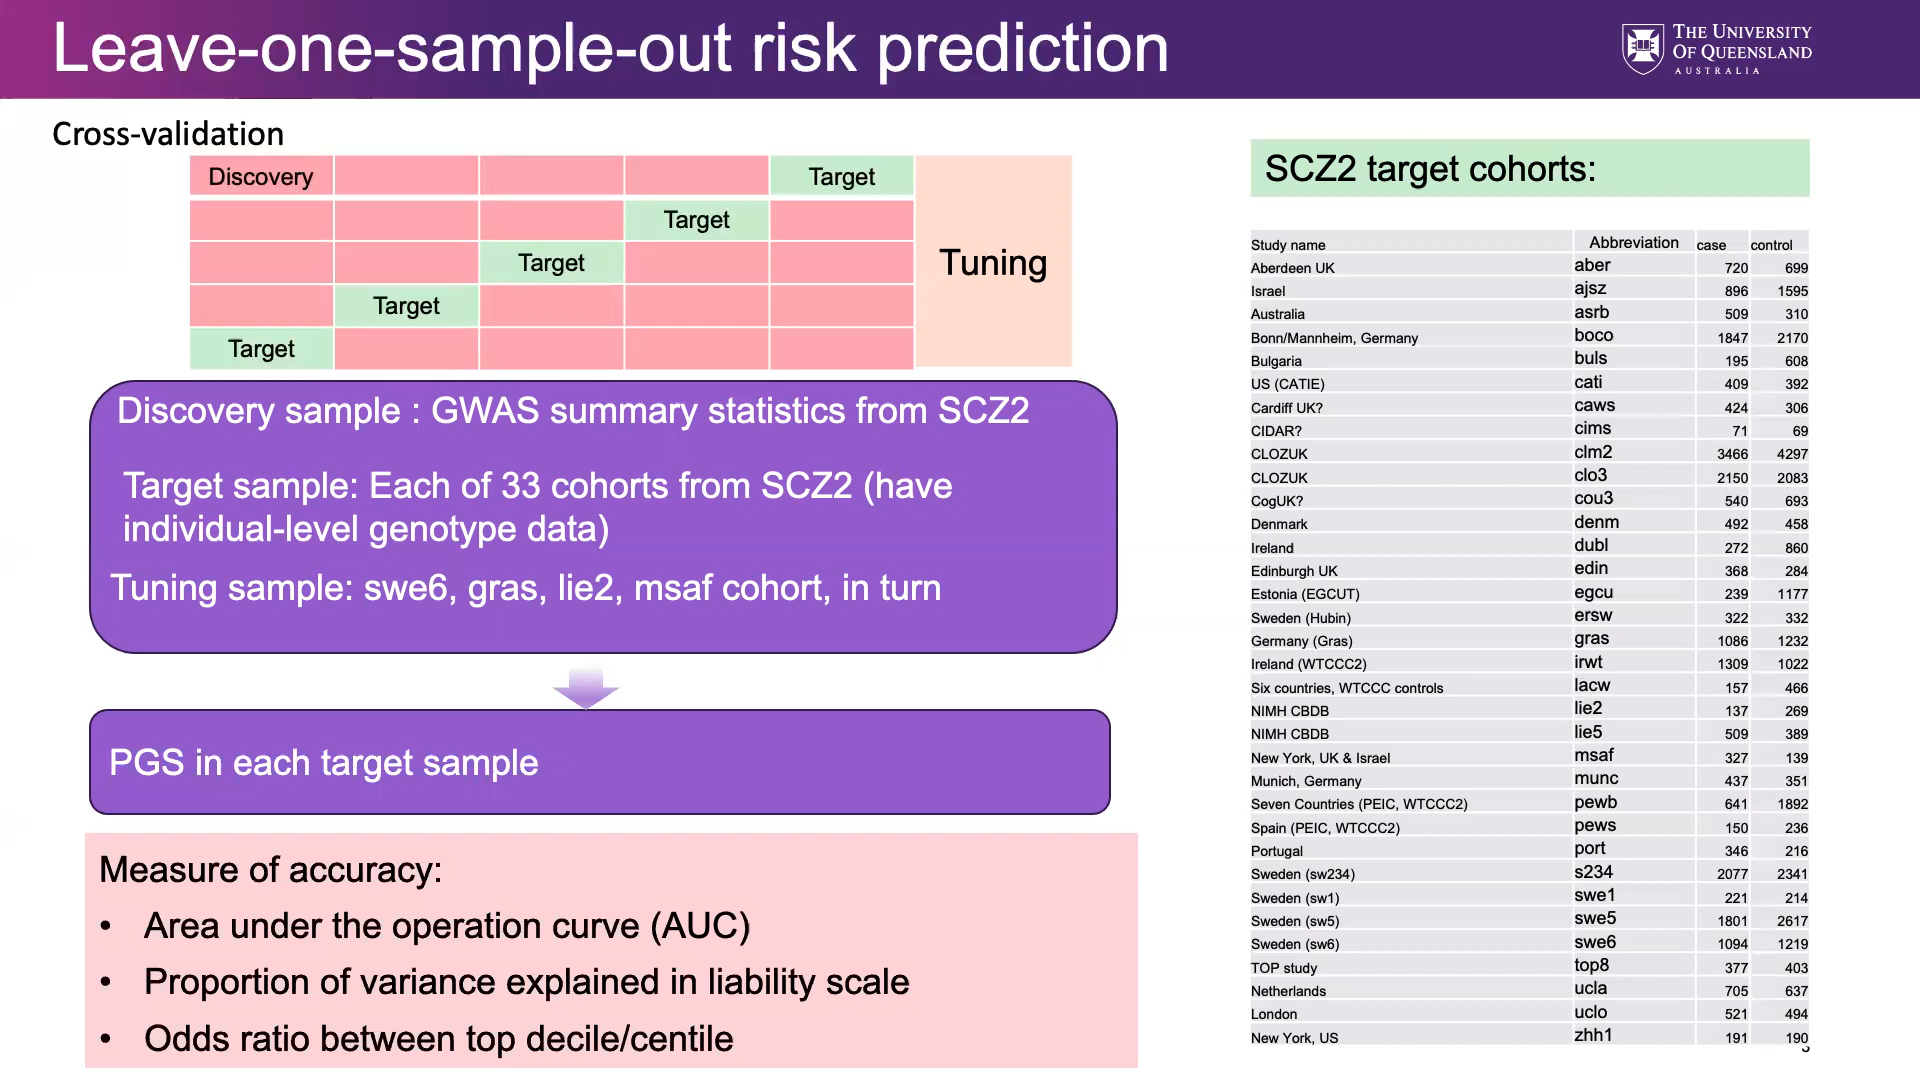 Leave-one-sample-out risk prediction
THE UNIVERSITY
OF QUEENSLAND
AUSTRALIA
Cross-validation
Discovery Target
Target
Target
Target
Target
Tuning
Discovery sample : GWAS summary statistics from SCZ2
Target sample: Each of 33 cohorts from SCZ2 (have
individual-level genotype data)
Tuning sample: swe6, gras, lie2, msaf cohort, in turn
PGS in each target sample
Measure of accuracy:
• Area under the operation curve (AUC)
• Proportion of variance explained in liability scale
• Odds ratio between top decile/centile
SCZ2 target cohorts:
Study name Abbreviation case control
Aberdeen UK aber 720 699
Israel ajsz 896 1595
Australia asrb 509 310
Bonn/Mannheim, Germany boco 1847 2170
Bulgaria buls 195 608
US (CATIE) cati 409 392
Cardiff UK? caws 424 306
CIDAR? cims 71 69
CLOZUK clm2 3466 4297
CLOZUK clo3 2150 2083
CogUK? cou3 540 693
Denmark denm 492 458
Ireland dubl 272 860
Edinburgh UK edin 368 284
Estonia (EGCUT) egcu 239 1177
Sweden (Hubin) ersw 322 332
Germany (Gras) gras 1086 1232
Ireland (WTCCC2) irwt 1309 1022
Six countries, WTCCC controls lacw 157 466
NIMH CBDB lie2 137 269
NIMH CBDB lie5 509 389
New York, UK & Israel msaf 327 139
Munich, Germany munc 437 351
Seven Countries (PEIC, WTCCC2) pewb 641 1892
Spain (PEIC, WTCCC2) pews 150 236
Portugal port 346 216
Sweden (sw234) s234 2077 2341
Sweden (sw1) swe1 221 214
Sweden (sw5) swe5 1801 2617
Sweden (sw6) swe6 1094 1219
TOP study top8 377 403
Netherlands ucla 705 637
London uclo 521 494
New York, US zhh1 191 190